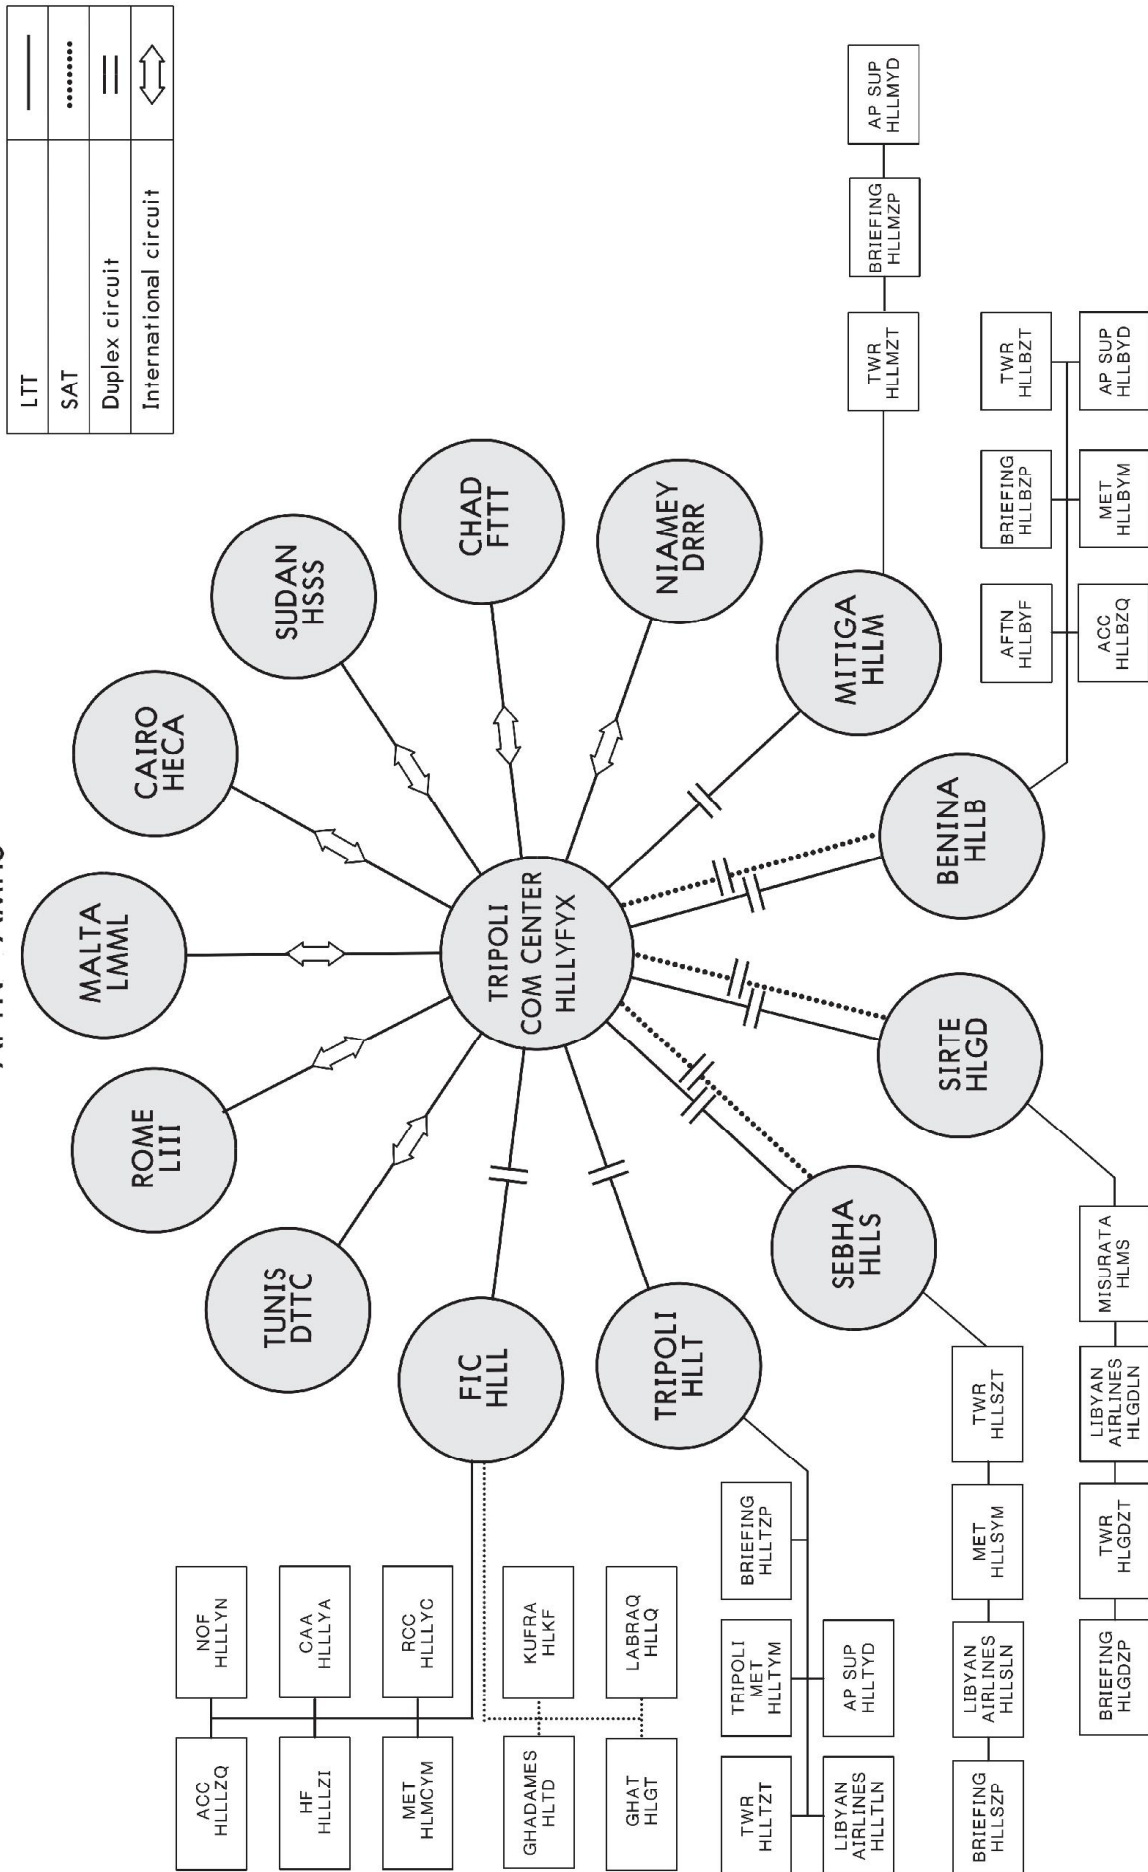 LTT
SAT
Duplex circuit
International circuit
MALTA
LMML
ROME
LIII
CAIRO
HECA
TUNIS
DTTC
SUDAN
HSSS
FIC
HLLL
CHAD
FTTT
TRIPOLI
COM CENTER
HLLLYFYX
TRIPOLI
HLLT
NIAMEY
DRRR
SEBHA
HLLS
MITIGA
HLLM
SIRTE
HLGD
BENINA
HLLB
ACC
HLLLZQ
NOF
HLLLYN
HF
HLLLZI
CAA
HLLLYA
MET
HLMCYM
RCC
HLLLYC
GHADAMES
HLTD
KUFRA
HLKF
GHAT
HLGT
LABRAQ
HLLQ
TWR
HLLTZT
TRIPOLI
MET
HLLTYM
BRIEFING
HLLTZP
LIBYAN
AIRLINES
HLLTLN
AP SUP
HLLTYD
BRIEFING
HLLSZP
LIBYAN
AIRLINES
HLLSLN
MET
HLLSYM
TWR
HLLSZT
BRIEFING
HLGDZP
TWR
HLGDZT
LIBYAN
AIRLINES
HLGDLN
MISURATA
HLMS
TWR
HLLMZT
BRIEFING
HLLMZP
AP SUP
HLLMYD
AFTN
HLLBYF
BRIEFING
HLLBZP
TWR
HLLBZT
ACC
HLLBZQ
MET
HLLBYM
AP SUP
HLLBYD